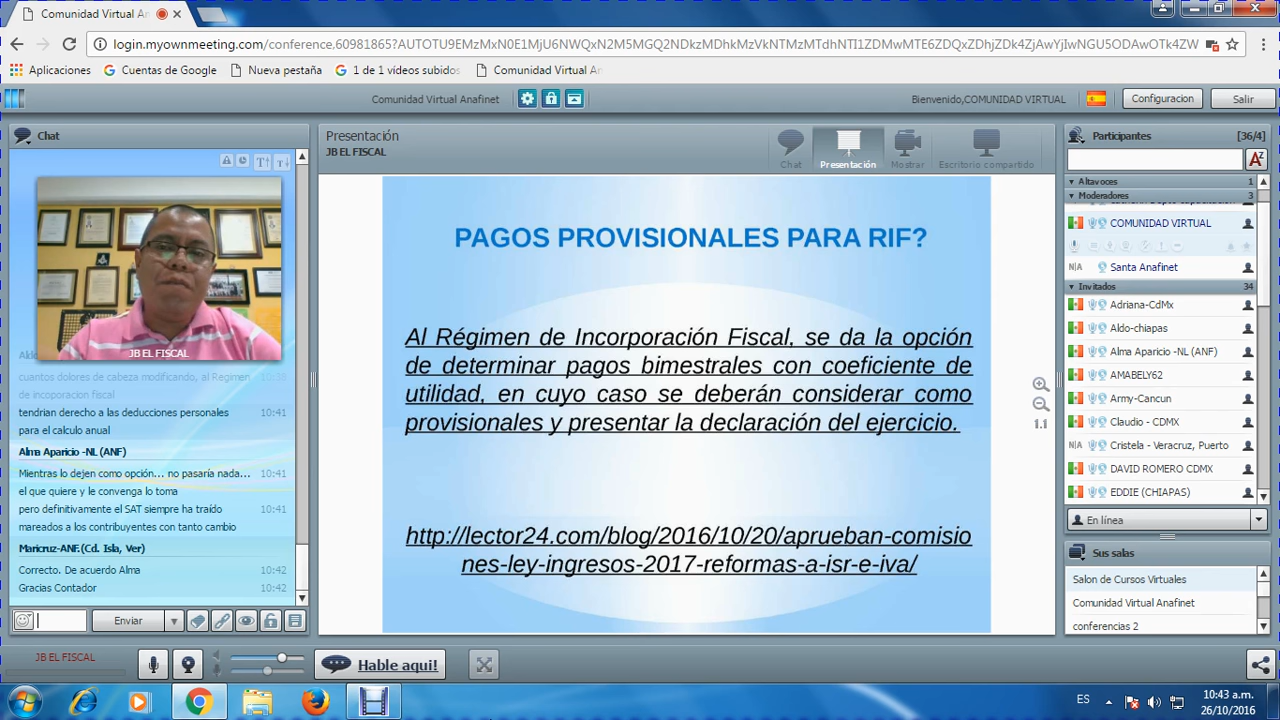 Comunidad Virtual Anafin
login.myownmeeting.com/conference,60981865?AUTOTU9EMzMxN0E1MjU6NWQxN2M5MGQ2NDkzMDhkMzVkNTMzMTdhNTI1ZDMwMTE6ZDQxZDhjZDk4ZjAwYjIwNGU5ODAwOTk4ZW
Aplicaciones
Cuentas de Google
Nueva pestaña
1 de 1 vídeos subidos
Comunidad Virtual An
Comunidad Virtual Anafinet
Bienvenido,COMUNIDAD VIRTUAL
Configuracion
Salir
Chat
JB EL FISCAL
Aldo
cuantos dolores de cabeza modificando, al Regimen 10:38
de incoporacion fiscal
tendrian derecho a las deducciones personales 10:41
para el calculo anual
Alma Aparicio -NL (ANF)
Mientras lo dejen como opción... no pasaría nada... 10:41
el que quiere y le convenga lo toma
pero definitivamente el SAT siempre ha traído 10:41
mareados a los contribuyentes con tanto cambio
Maricruz-ANF.(Cd. Isla, Ver)
Correcto. De acuerdo Alma 10:42
Gracias Contador 10:42
Enviar
Presentación
JB EL FISCAL
Chat
Presentación
Mostrar
Escritorio compartido
PAGOS PROVISIONALES PARA RIF?
Al Régimen de Incorporación Fiscal, se da la opción
de determinar pagos bimestrales con coeficiente de
utilidad, en cuyo caso se deberán considerar como
provisionales y presentar la declaración del ejercicio.
http://lector24.com/blog/2016/10/20/aprueban-comisio
nes-ley-ingresos-2017-reformas-a-isr-e-iva/
1.1
Participantes [36/4]
Altavoces 1
Moderadores 3
COMUNIDAD VIRTUAL
N/A Santa Anafinet
Invitados 34
Adriana-CdMx
Aldo-chiapas
Alma Aparicio -NL (ANF)
AMABELY62
Army-Cancun
Claudio - CDMX
N/A Cristela - Veracruz, Puerto
DAVID ROMERO CDMX
EDDIE (CHIAPAS)
En línea
Sus salas
Salon de Cursos Virtuales
Comunidad Virtual Anafinet
conferencias 2
JB EL FISCAL
Hable aqui!
ES
10:43 a.m.
26/10/2016